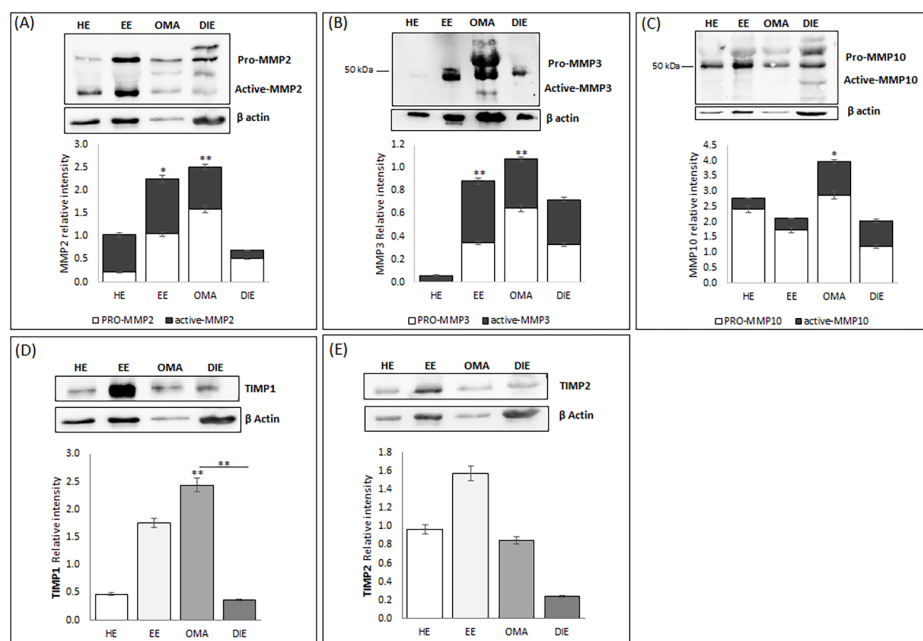 (A)
HE EE OMA DIE
Pro-MMP2
Active-MMP2
β actin
MMP2 relative intensity
3.0
2.5
2.0
1.5
1.0
0.5
0.0
* **
HE EE OMA DIE
PRO-MMP2 active-MMP2
(B)
HE EE OMA DIE
50 kDa
Pro-MMP3
Active-MMP3
β actin
MMP3 Relative intensity
1.2
1.0
0.8
0.6
0.4
0.2
0.0
** **
HE EE OMA DIE
PRO-MMP3 active-MMP3
(C)
HE EE OMA DIE
50 kDa
Pro-MMP10
Active-MMP10
β actin
MMP10 relative intensity
4.5
4.0
3.5
3.0
2.5
2.0
1.5
1.0
0.5
0.0
*
HE EE OMA DIE
PRO-MMP10 active-MMP10
(D)
HE EE OMA DIE
TIMP1
β Actin
TIMP1 Relative intensity
3.0
2.5
2.0
1.5
1.0
0.5
0.0
** **
HE EE OMA DIE
(E)
HE EE OMA DIE
TIMP2
β Actin
TIMP2 Relative intensity
1.8
1.6
1.4
1.2
1.0
0.8
0.6
0.4
0.2
0.0
HE EE OMA DIE